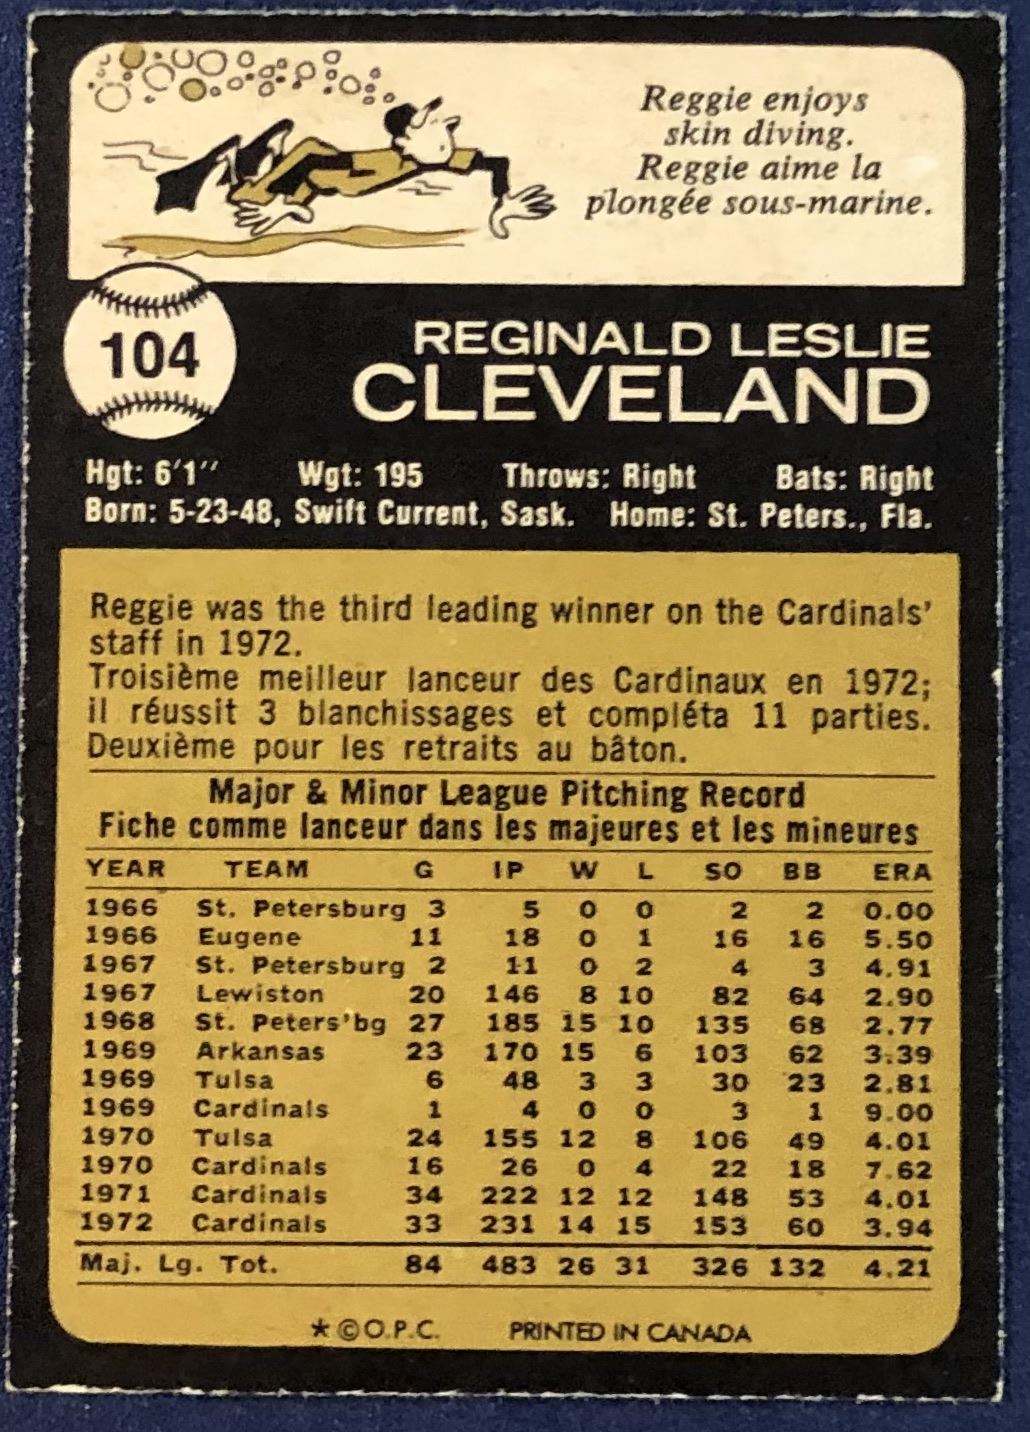 Reggie enjoys
skin diving.
Reggie aime la
plongée sous-marine.
104
REGINALD LESLIE
CLEVELAND
Hgt: 6'1" Wgt: 195 Throws: Right Bats: Right
Born: 5-23-48, Swift Current, Sask. Home: St. Peters., Fla.
Reggie was the third leading winner on the Cardinals'
staff in 1972.
Troisième meilleur lanceur des Cardinaux en 1972;
il réussit 3 blanchissages et compléta 11 parties.
Deuxième pour les retraits au bâton.
Major & Minor League Pitching Record
Fiche comme lanceur dans les majeures et les mineures
YEAR TEAM G IP W L SO BB ERA
1966 St. Petersburg 3 5 0 0 2 2 0.00
1966 Eugene 11 18 0 1 16 16 5.50
1967 St. Petersburg 2 11 0 2 4 3 4.91
1967 Lewiston 20 146 8 10 82 64 2.90
1968 St. Peters'bg 27 185 15 10 135 68 2.77
1969 Arkansas 23 170 15 6 103 62 3.39
1969 Tulsa 6 48 3 3 30 23 2.81
1969 Cardinals 1 4 0 0 3 1 9.00
1970 Tulsa 24 155 12 8 106 49 4.01
1970 Cardinals 16 26 0 4 22 18 7.62
1971 Cardinals 34 222 12 12 148 53 4.01
1972 Cardinals 33 231 14 15 153 60 3.94
Maj. Lg. Tot. 84 483 26 31 326 132 4.21
*©O.P.C. PRINTED IN CANADA